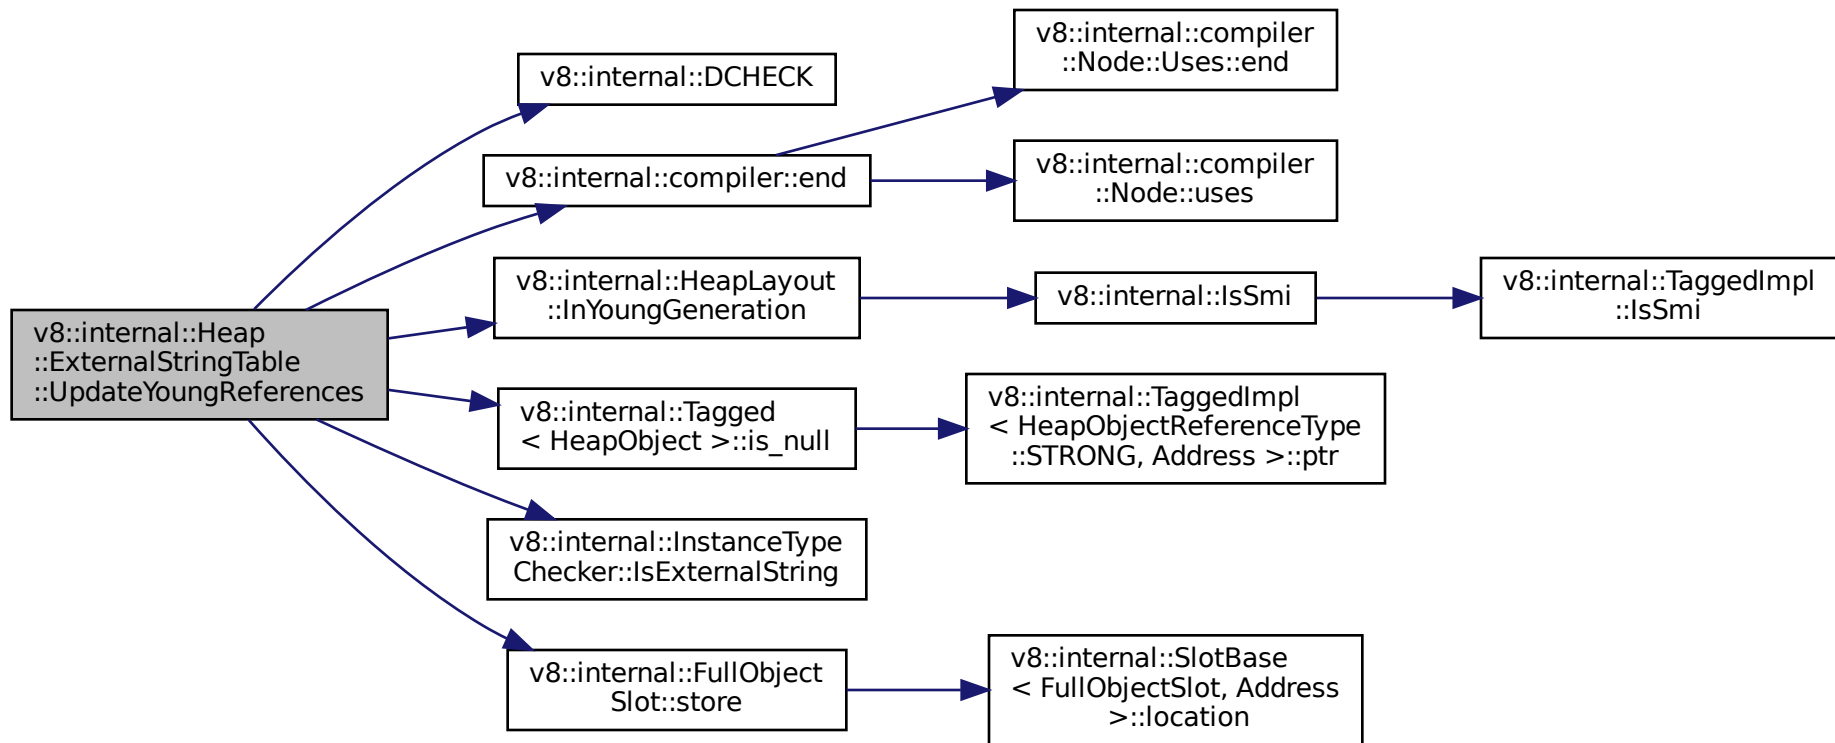 v8::internal::Heap
::ExternalStringTable
::UpdateYoungReferences
v8::internal::DCHECK
v8::internal::compiler::end
v8::internal::compiler
::Node::Uses::end
v8::internal::compiler
::Node::uses
v8::internal::HeapLayout
::InYoungGeneration
v8::internal::IsSmi
v8::internal::TaggedImpl
::IsSmi
v8::internal::Tagged
< HeapObject >::is_null
v8::internal::TaggedImpl
< HeapObjectReferenceType
::STRONG, Address >::ptr
v8::internal::InstanceType
Checker::IsExternalString
v8::internal::FullObject
Slot::store
v8::internal::SlotBase
< FullObjectSlot, Address
>::location